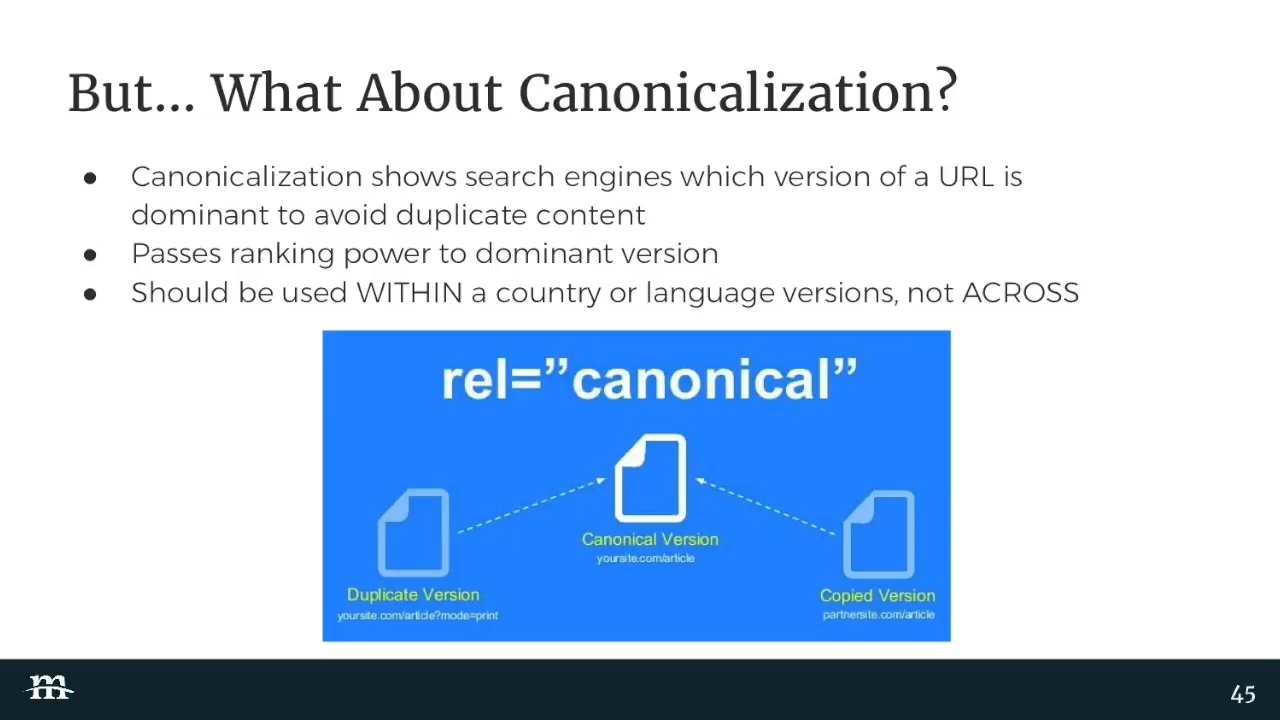 But... What About Canonicalization?
● Canonicalization shows search engines which version of a URL is
dominant to avoid duplicate content
● Passes ranking power to dominant version
● Should be used WITHIN a country or language versions, not ACROSS
rel=”canonical”
Canonical Version
yoursite.com/article
Duplicate Version
yoursite.com/article?mode=print
Copied Version
partnersite.com/article
m
45